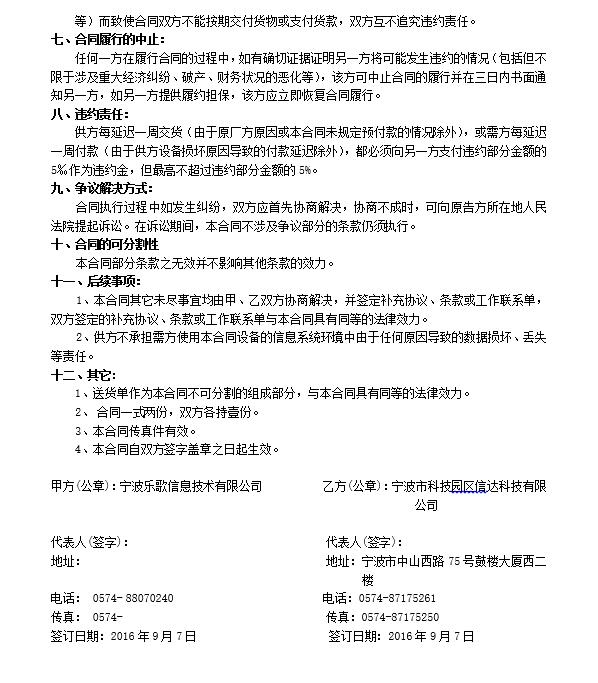 等）而致使合同双方不能按期交付货物或支付货款，双方互不追究违约责任。
七、合同履行的中止：
任何一方在履行合同的过程中，如有确切证据证明另一方将可能发生违约的情况（包括但不
限于涉及重大经济纠纷、破产、财务状况的恶化等），该方可中止合同的履行并在三日内书面通
知另一方，如另一方提供履约担保，该方应立即恢复合同履行。
八、违约责任：
供方每延迟一周交货（由于原厂方原因或本合同未规定预付款的情况除外），或需方每延迟
一周付款（由于供方设备损坏原因导致的付款延迟除外），都必须向另一方支付违约部分金额的
5‰作为违约金，但最高不超过违约部分金额的5%。
九、争议解决方式：
合同执行过程中如发生纠纷，双方应首先协商解决，协商不成时，可向原告方所在地人民
法院提起诉讼。在诉讼期间，本合同不涉及争议部分的条款仍须执行。
十、合同的可分割性
本合同部分条款之无效并不影响其他条款的效力。
十一、后续事项：
1、本合同其它未尽事宜均由甲、乙双方协商解决，并签定补充协议、条款或工作联系单，
双方签定的补充协议、条款或工作联系单与本合同具有同等的法律效力。
2、供方不承担需方使用本合同设备的信息系统环境中由于任何原因导致的数据损坏、丢失
等责任。
十二、其它：
1、送货单作为本合同不可分割的组成部分，与本合同具有同等的法律效力。
2、 合同一式两份，双方各持壹份。
3、本合同传真件有效。
4、本合同自双方签字盖章之日起生效。
甲方(公章)：宁波乐歌信息技术有限公司 乙方(公章)：宁波市科技园区信达科技有限
公司
代表人(签字)： 代表人(签字)：
地址： 地址：宁波市中山西路 75 号鼓楼大厦西二
楼
电话： 0574- 88070240 电话：0574-87175261
传真： 0574- 传真：0574-87175250
签订日期：2016 年 9 月 7 日 签订日期：2016 年 9 月 7 日